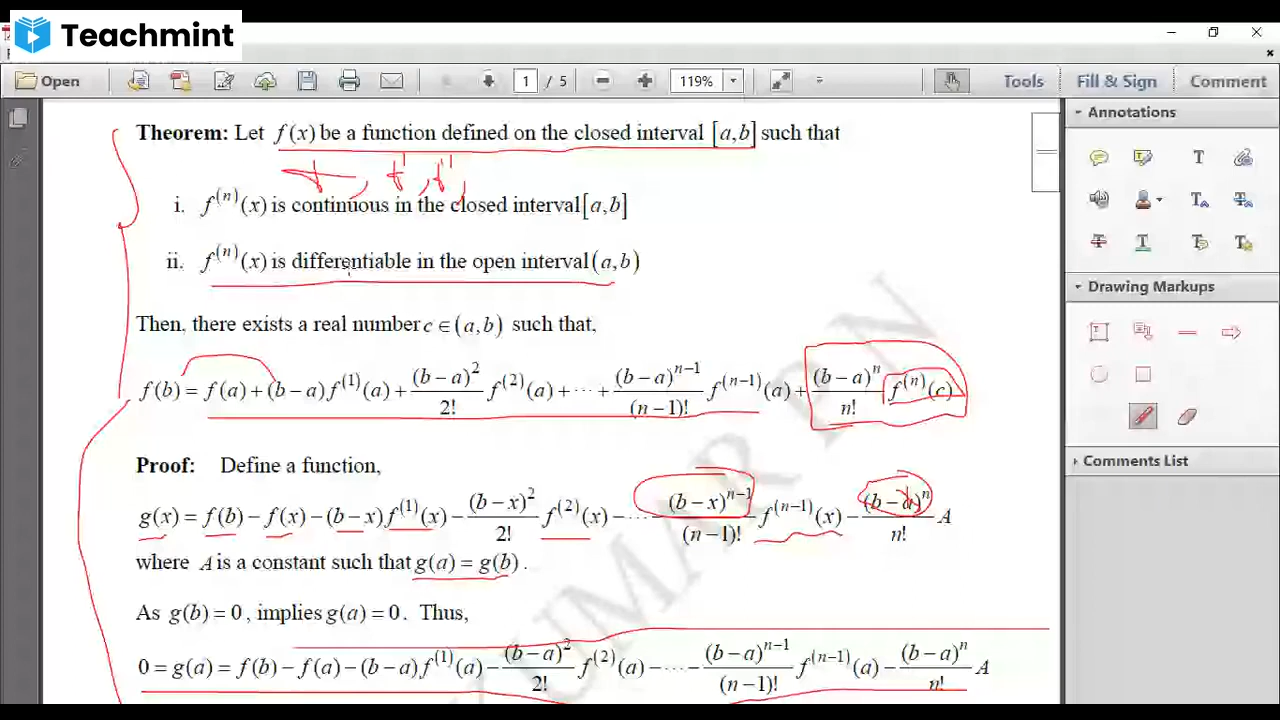 Teachmint
Open
1 / 5
119%
Tools
Fill & Sign
Comment
Theorem: Let f(x) be a function defined on the closed interval [a,b] such that
f, f', f'',
i. f⁽ⁿ⁾(x) is continuous in the closed interval [a,b]
ii. f⁽ⁿ⁾(x) is differentiable in the open interval (a,b)
Then, there exists a real number c ∈ (a,b) such that,
f(b) = f(a) + (b−a) f⁽¹⁾(a) + (b−a)²/2! f⁽²⁾(a) + ⋯ + (b−a)ⁿ⁻¹/(n−1)! f⁽ⁿ⁻¹⁾(a) + (b−a)ⁿ/n! f⁽ⁿ⁾(c)
Proof: Define a function,
g(x) = f(b) − f(x) − (b−x) f⁽¹⁾(x) − (b−x)²/2! f⁽²⁾(x) − ⋯ − (b−x)ⁿ⁻¹/(n−1)! f⁽ⁿ⁻¹⁾(x) − (b−x)ⁿ/n! A
where A is a constant such that g(a) = g(b).
As g(b) = 0, implies g(a) = 0. Thus,
0 = g(a) = f(b) − f(a) − (b−a) f⁽¹⁾(a) − (b−a)²/2! f⁽²⁾(a) − ⋯ − (b−a)ⁿ⁻¹/(n−1)! f⁽ⁿ⁻¹⁾(a) − (b−a)ⁿ/n! A
Annotations
Drawing Markups
Comments List